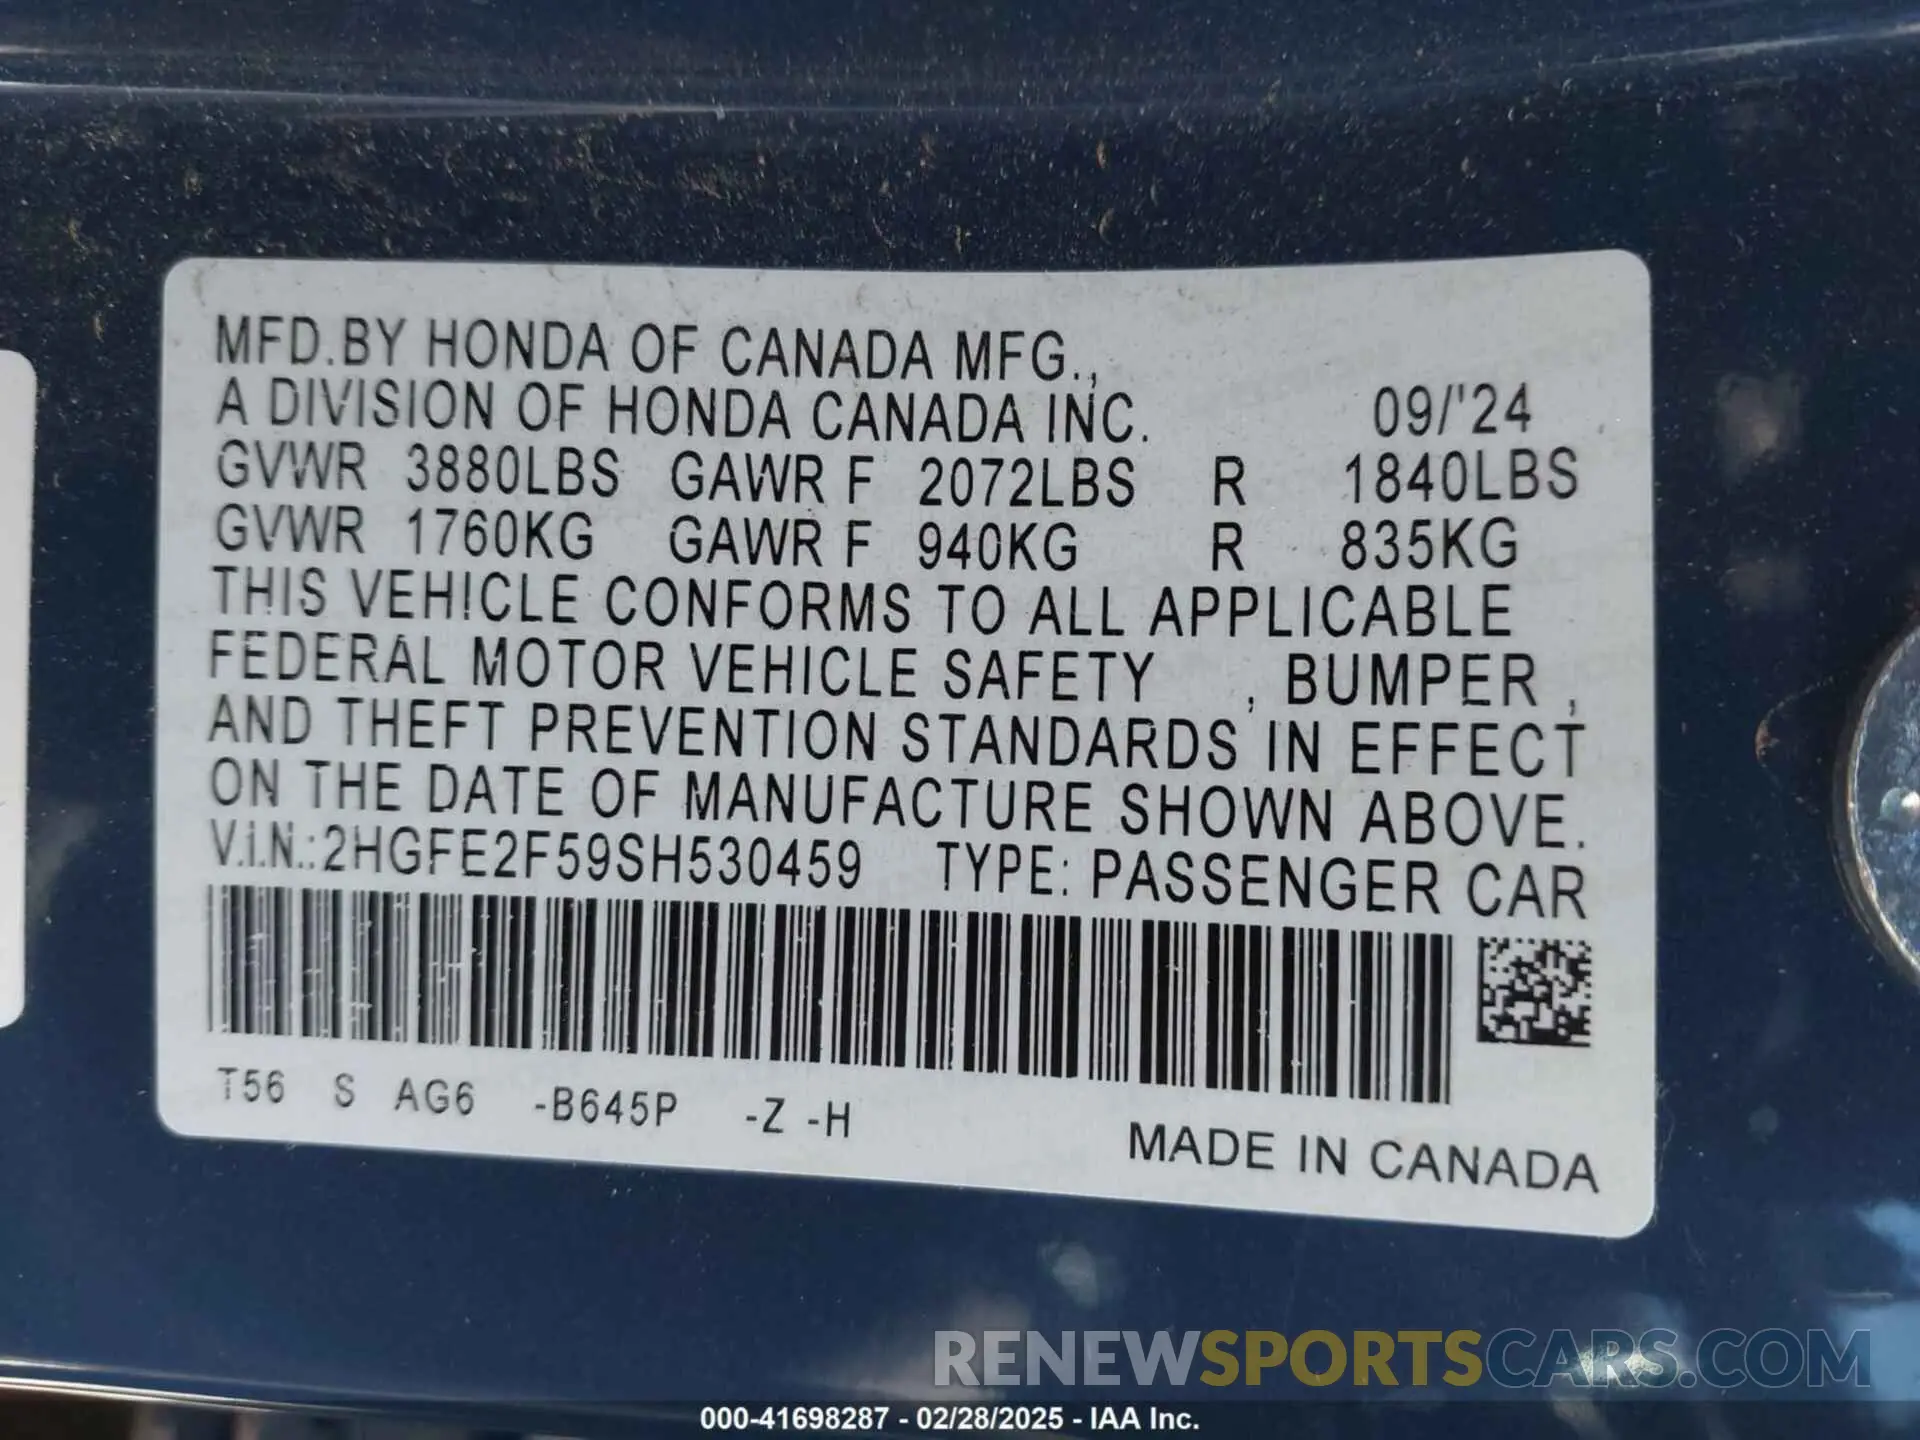 MFD.BY HONDA OF CANADA MFG.,
A DIVISION OF HONDA CANADA INC. 09/'24
GVWR 3880LBS GAWR F 2072LBS R 1840LBS
GVWR 1760KG GAWR F 940KG R 835KG
THIS VEHICLE CONFORMS TO ALL APPLICABLE
FEDERAL MOTOR VEHICLE SAFETY , BUMPER ,
AND THEFT PREVENTION STANDARDS IN EFFECT
ON THE DATE OF MANUFACTURE SHOWN ABOVE.
V.I.N.:2HGFE2F59SH530459 TYPE: PASSENGER CAR
T56 S AG6 -B645P -Z -H
MADE IN CANADA
RENEWSPORTSCARS.COM
000-41698287 - 02/28/2025 - IAA Inc.